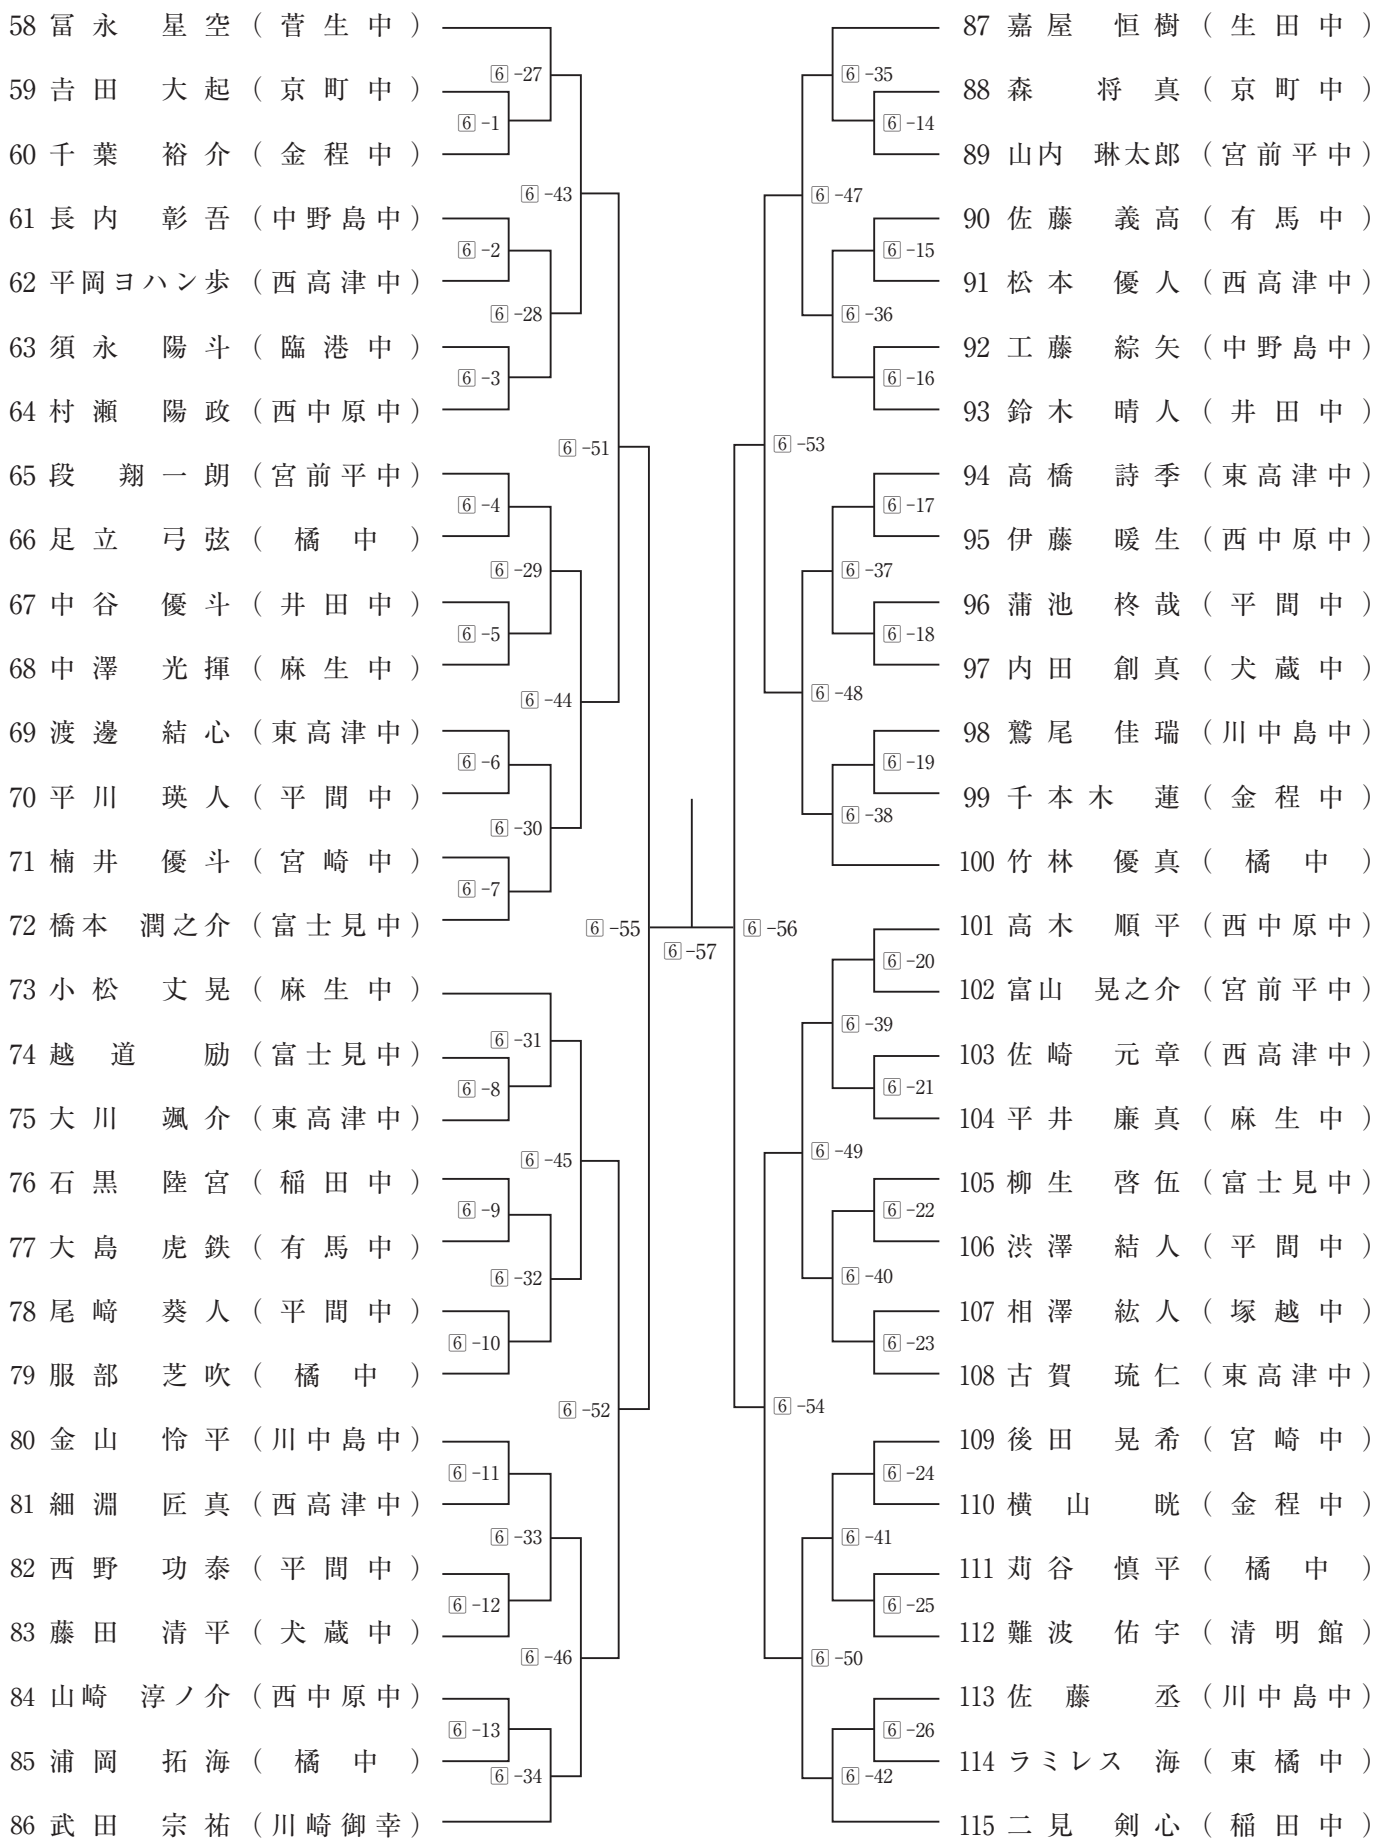 58 冨永 星空 (菅生中)
59 吉田 大起 (京町中)
60 千葉 裕介 (金程中)
61 長内 彰吾 (中野島中)
62 平岡ヨハン歩 (西高津中)
63 須永 陽斗 (臨港中)
64 村瀬 陽政 (西中原中)
65 段 翔一朗 (宮前平中)
66 足立 弓弦 (橘中)
67 中谷 優斗 (井田中)
68 中澤 光揮 (麻生中)
69 渡邊 結心 (東高津中)
70 平川 瑛人 (平間中)
71 楠井 優斗 (宮崎中)
72 橋本 潤之介 (富士見中)
73 小松 丈晃 (麻生中)
74 越道 励 (富士見中)
75 大川 颯介 (東高津中)
76 石黒 陸宮 (稲田中)
77 大島 虎鉄 (有馬中)
78 尾﨑 葵人 (平間中)
79 服部 芝吹 (橘中)
80 金山 怜平 (川中島中)
81 細淵 匠真 (西高津中)
82 西野 功泰 (平間中)
83 藤田 清平 (犬蔵中)
84 山崎 淳ノ介 (西中原中)
85 浦岡 拓海 (橘中)
86 武田 宗祐 (川崎御幸)
6-27
6-1
6-43
6-2
6-28
6-3
6-51
6-4
6-29
6-5
6-44
6-6
6-30
6-7
6-55
6-31
6-8
6-45
6-9
6-32
6-10
6-52
6-11
6-33
6-12
6-46
6-13
6-34
6-57
6-35
6-14
6-47
6-15
6-36
6-16
6-53
6-17
6-37
6-18
6-48
6-19
6-38
6-56
6-20
6-39
6-21
6-49
6-22
6-40
6-23
6-54
6-24
6-41
6-25
6-50
6-26
6-42
87 嘉屋 恒樹 (生田中)
88 森 将真 (京町中)
89 山内 琳太郎 (宮前平中)
90 佐藤 義高 (有馬中)
91 松本 優人 (西高津中)
92 工藤 綜矢 (中野島中)
93 鈴木 晴人 (井田中)
94 高橋 詩季 (東高津中)
95 伊藤 暖生 (西中原中)
96 蒲池 柊哉 (平間中)
97 内田 創真 (犬蔵中)
98 鷲尾 佳瑞 (川中島中)
99 千本木 蓮 (金程中)
100 竹林 優真 (橘中)
101 高木 順平 (西中原中)
102 富山 晃之介 (宮前平中)
103 佐崎 元章 (西高津中)
104 平井 廉真 (麻生中)
105 柳生 啓伍 (富士見中)
106 渋澤 結人 (平間中)
107 相澤 紘人 (塚越中)
108 古賀 琉仁 (東高津中)
109 後田 晃希 (宮崎中)
110 横山 晄 (金程中)
111 苅谷 慎平 (橘中)
112 難波 佑宇 (清明館)
113 佐藤 丞 (川中島中)
114 ラミレス 海 (東橘中)
115 二見 剣心 (稲田中)